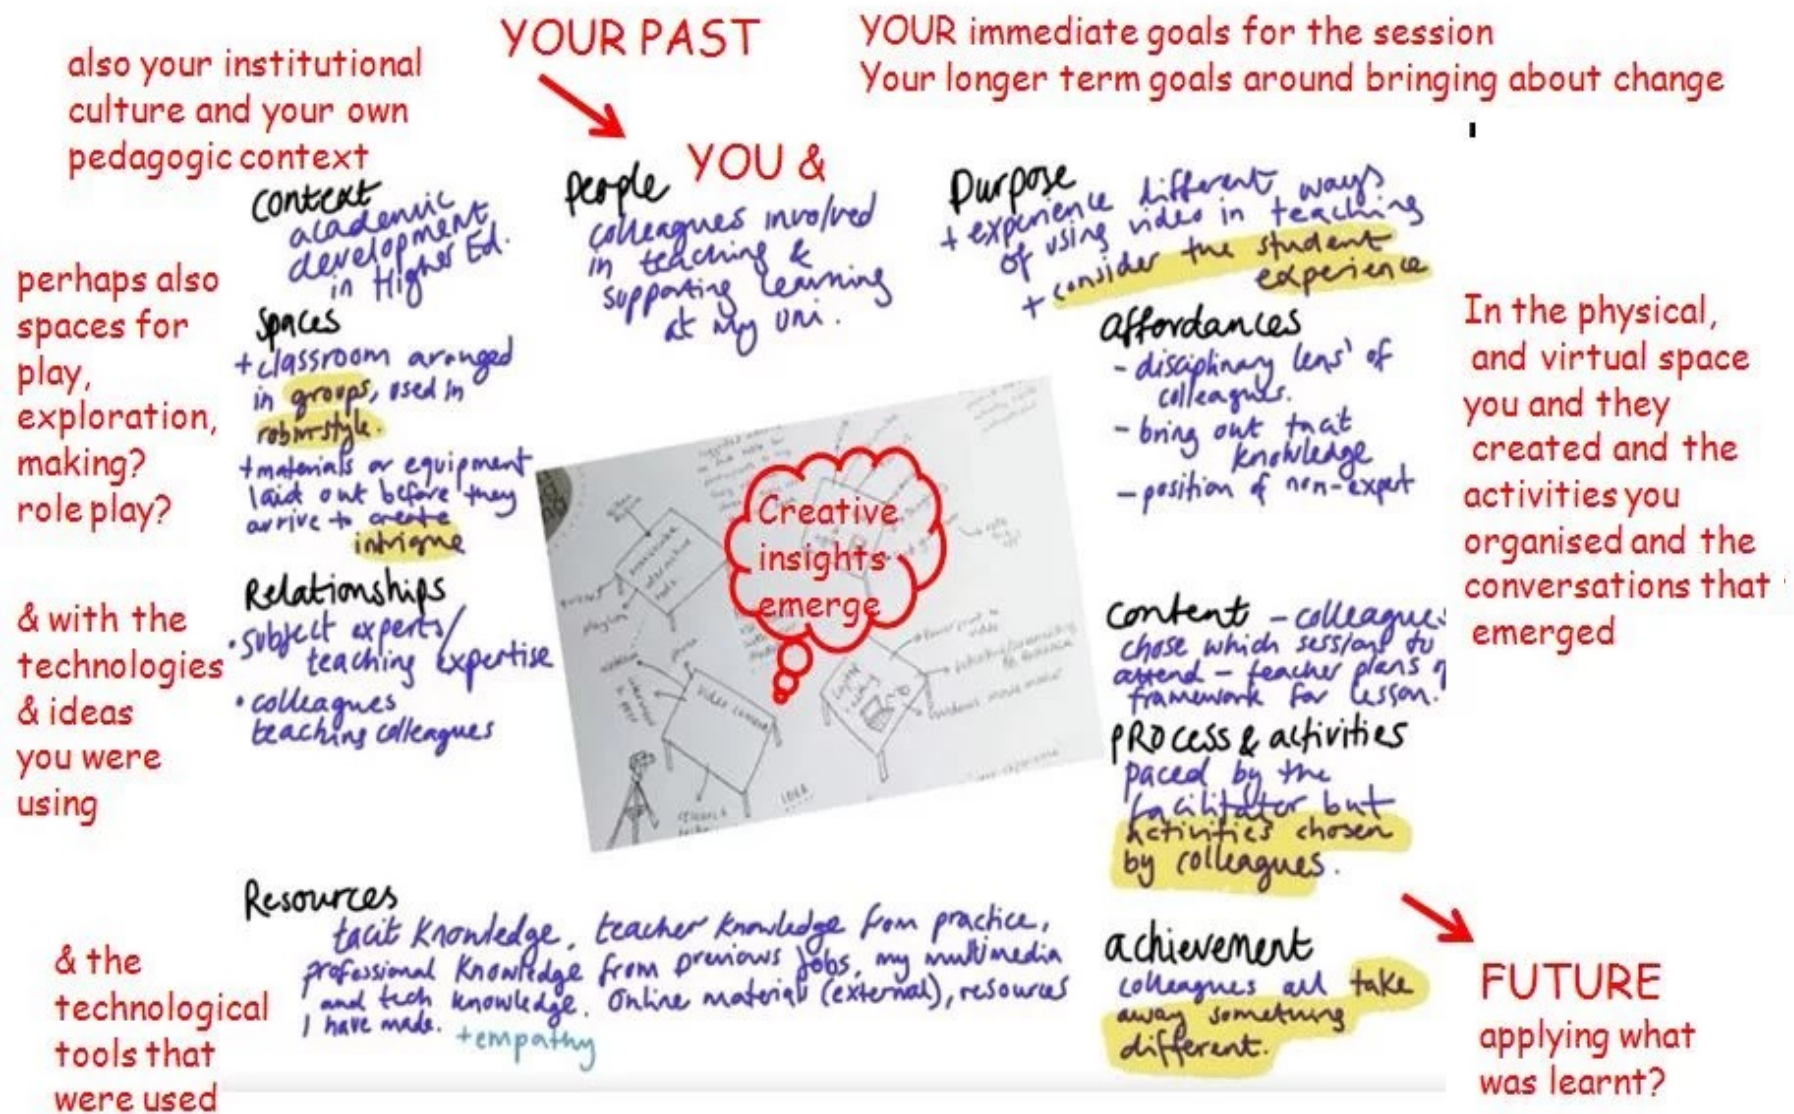 YOUR PAST
YOUR immediate goals for the session
Your longer term goals around bringing about change
also your institutional
culture and your own
pedagogic context
YOU &
Context
academic
development
in Higher Ed.
People
colleagues involved
in teaching &
supporting learning
at my uni.
Purpose
+ experience different ways
of using video in teaching
+ consider the student
experience
perhaps also
spaces for
play,
exploration,
making?
role play?
Spaces
+ classroom arranged
in groups, used in
robin-style.
+ materials or equipment
laid out before they
arrive to create
intrigue
affordances
- disciplinary lens' of
colleagues.
- bring out tacit
knowledge
- position of non-expert
In the physical,
and virtual space
you and they
created and the
activities you
organised and the
conversations that
emerged
Creative
insights
emerge
& with the
technologies
& ideas
you were
using
Relationships
• subject experts/
teaching expertise
• colleagues
teaching colleagues
video camera
IDEA
content - colleagues
chose which sessions to
attend - teacher plans
framework for lesson.
PROcess & activities
paced by the
facilitator but
activities chosen
by colleagues.
Resources
tacit knowledge, teacher knowledge from practice,
professional knowledge from previous jobs, my multimedia
and tech knowledge. Online material (external), resources
I have made. + empathy
achievement
colleagues all take
away something
different.
& the
technological
tools that
were used
FUTURE
applying what
was learnt?